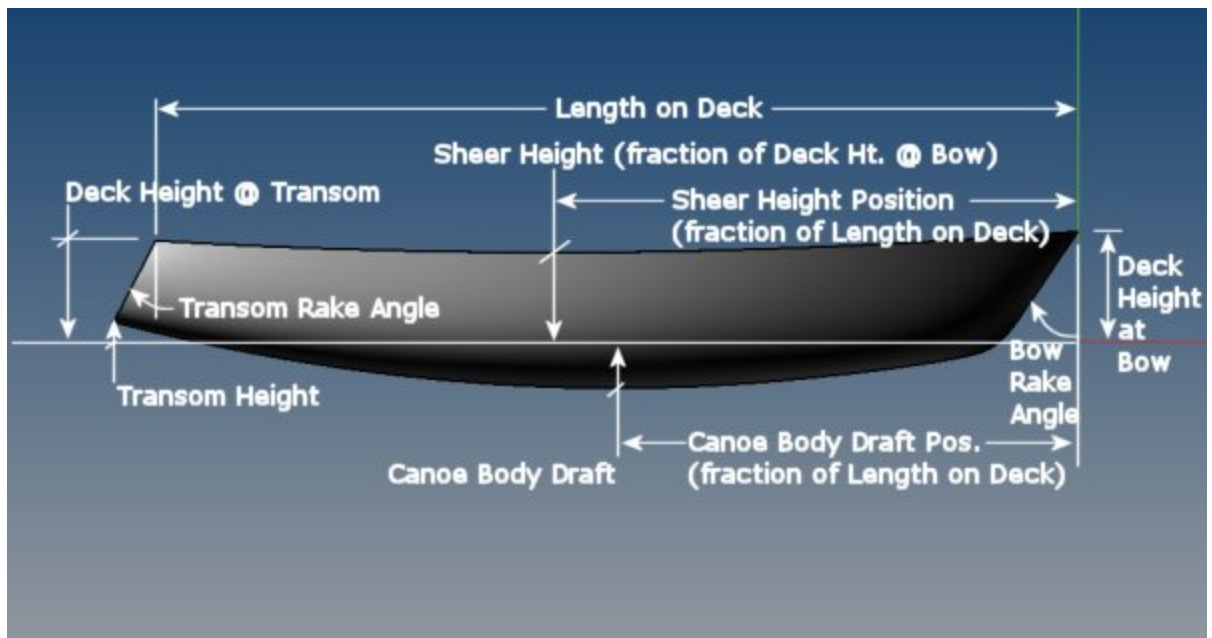 Length on Deck
Sheer Height (fraction of Deck Ht. @ Bow)
Deck Height @ Transom
Sheer Height Position
(fraction of Length on Deck)
Transom Rake Angle
Deck
Height
at
Bow
Bow
Rake
Angle
Transom Height
Canoe Body Draft Pos.
(fraction of Length on Deck)
Canoe Body Draft